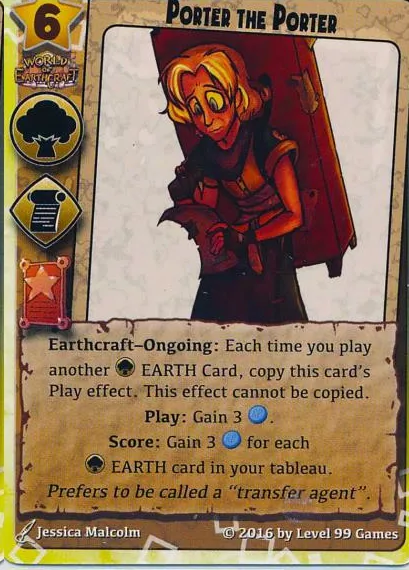 6
PORTER THE PORTER
WORLD
OF
EARTHCRAFT
Earthcraft–Ongoing: Each time you play
another EARTH Card, copy this card's
Play effect. This effect cannot be copied.
Play: Gain 3 .
Score: Gain 3 for each
EARTH card in your tableau.
Prefers to be called a “transfer agent”.
Jessica Malcolm
© 2016 by Level 99 Games